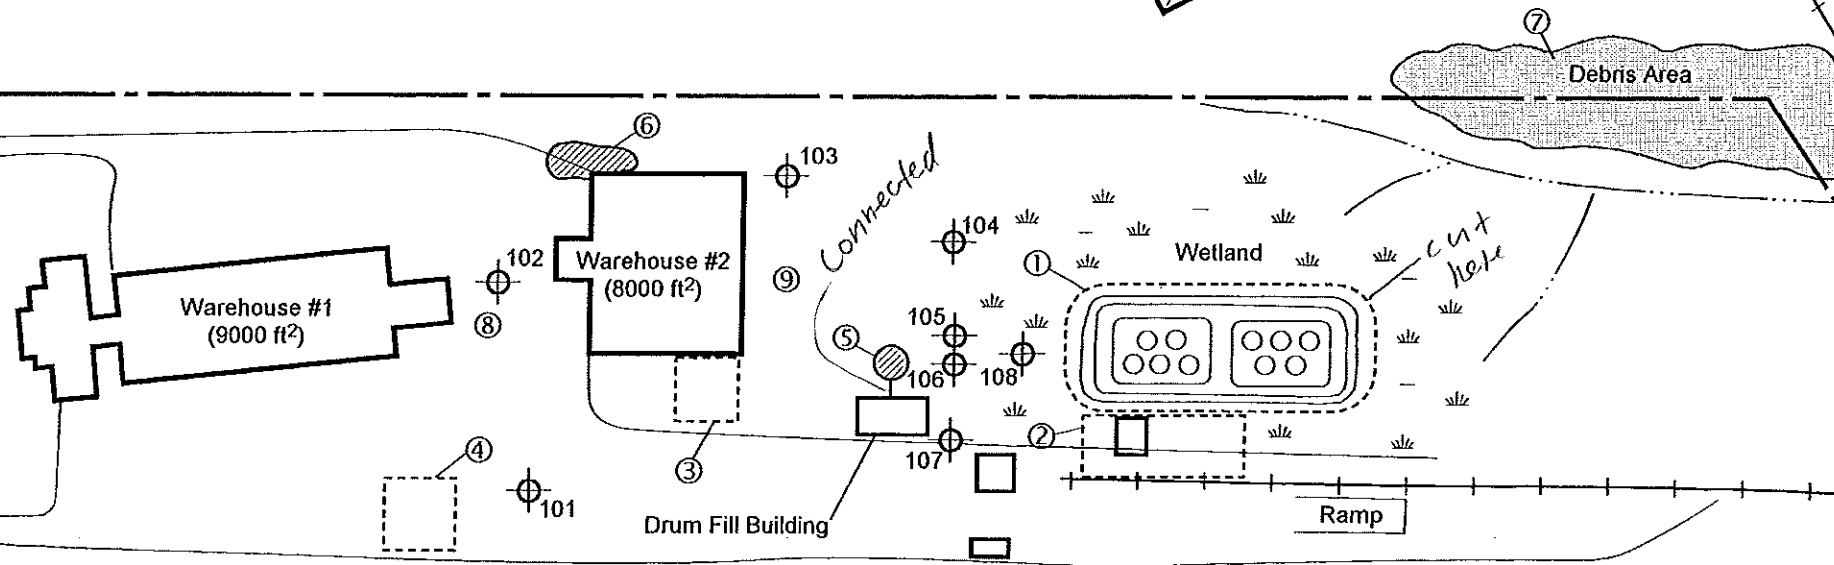 ⑦
Debris Area
⑥
103
Connected
104
102
Warehouse #2
(8000 ft²)
⑨
①
Wetland
cut
here
Warehouse #1
(9000 ft²)
⑧
⑤
105
106
108
④
③
107
②
101
Drum Fill Building
Ramp